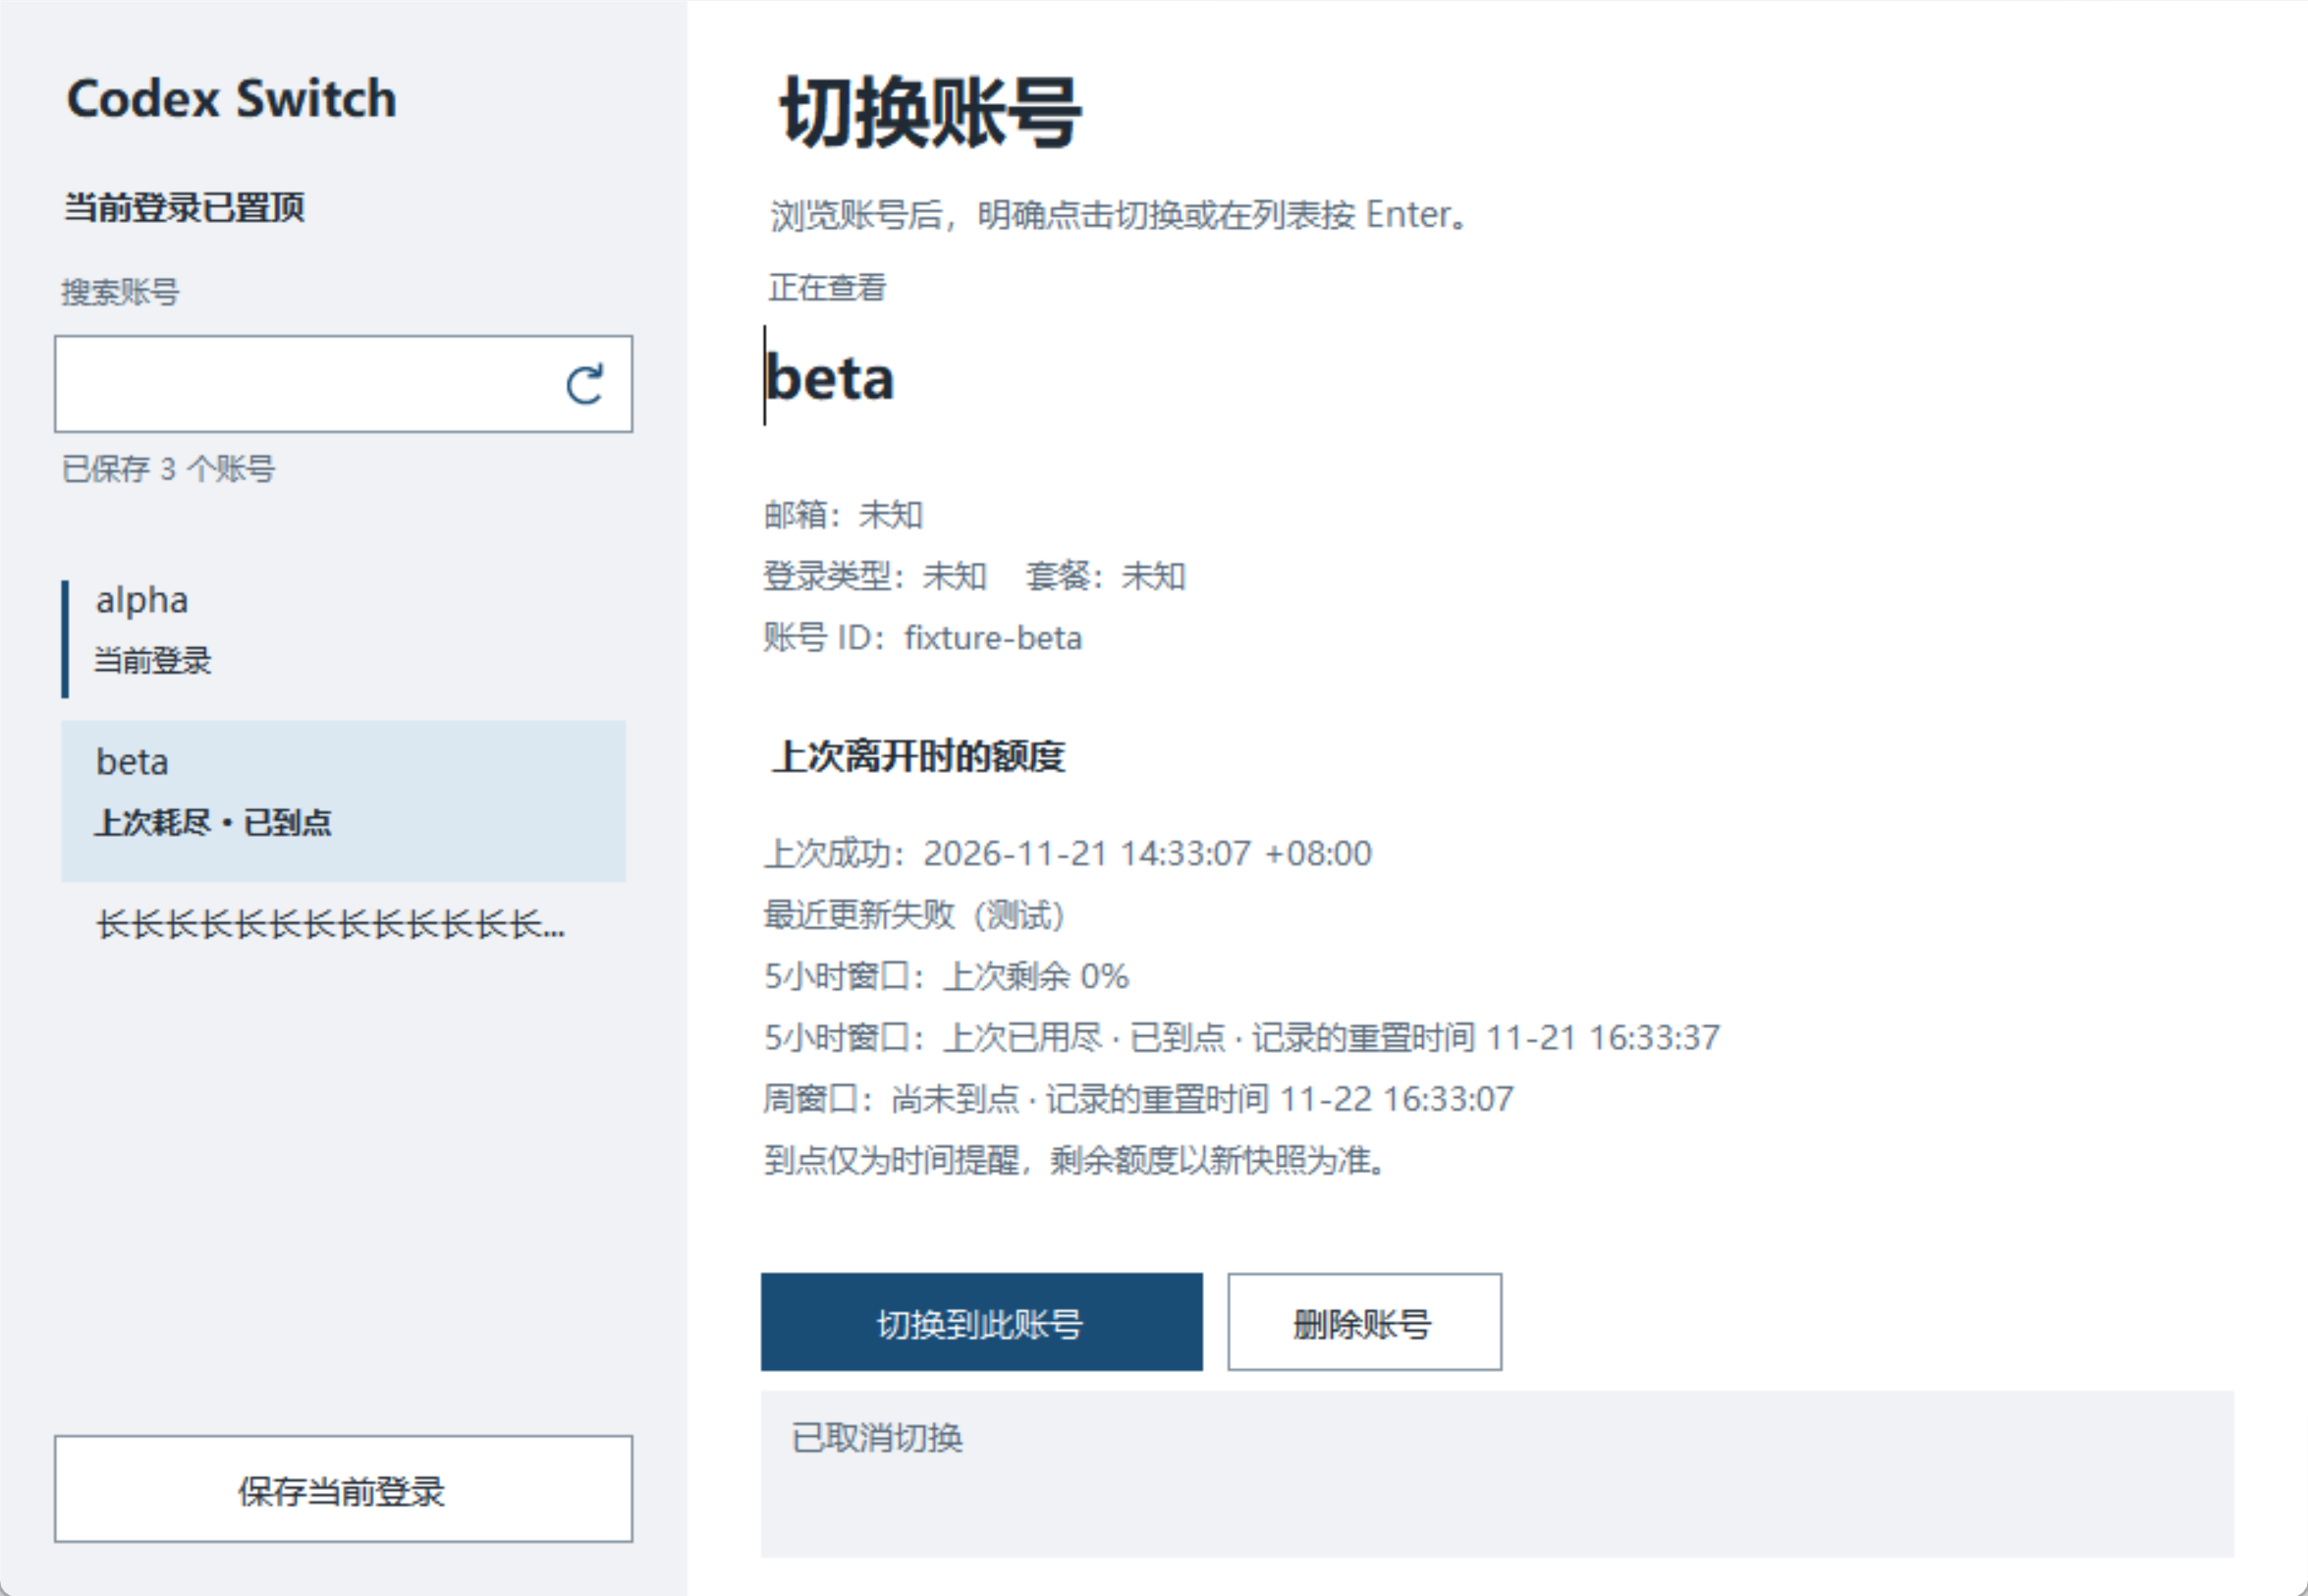 Codex Switch
当前登录已置顶
搜索账号
已保存 3 个账号
alpha
当前登录
beta
上次耗尽・已到点
长长长长长长长长长长长长长...
保存当前登录
切换账号
浏览账号后，明确点击切换或在列表按 Enter。
正在查看
beta
邮箱：未知
登录类型：未知　套餐：未知
账号 ID：fixture-beta
上次离开时的额度
上次成功：2026-11-21 14:33:07 +08:00
最近更新失败（测试）
5小时窗口：上次剩余 0%
5小时窗口：上次已用尽 · 已到点 · 记录的重置时间 11-21 16:33:37
周窗口：尚未到点 · 记录的重置时间 11-22 16:33:07
到点仅为时间提醒，剩余额度以新快照为准。
切换到此账号
删除账号
已取消切换